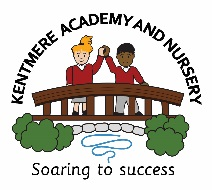 KENTMERE ACADEMY AND NURSERY
Soaring to success